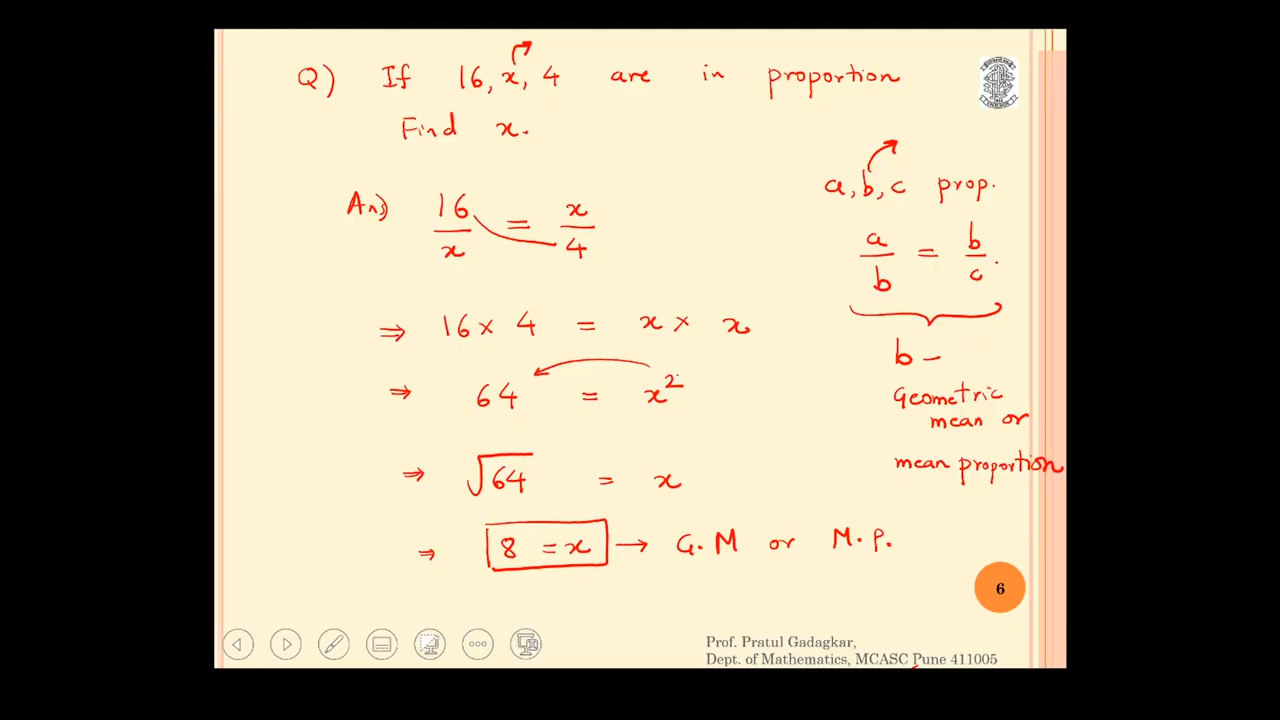 Q) If 16, x, 4 are in proportion
Find x.
Ans) 16/x = x/4
⇒ 16 × 4 = x × x
⇒ 64 = x²
⇒ √64 = x
⇒ 8 = x → G.M or M.P.
a, b, c prop.
a/b = b/c.
b –
Geometric
mean or
mean proportion
6
Prof. Pratul Gadagkar,
Dept. of Mathematics, MCASC Pune 411005